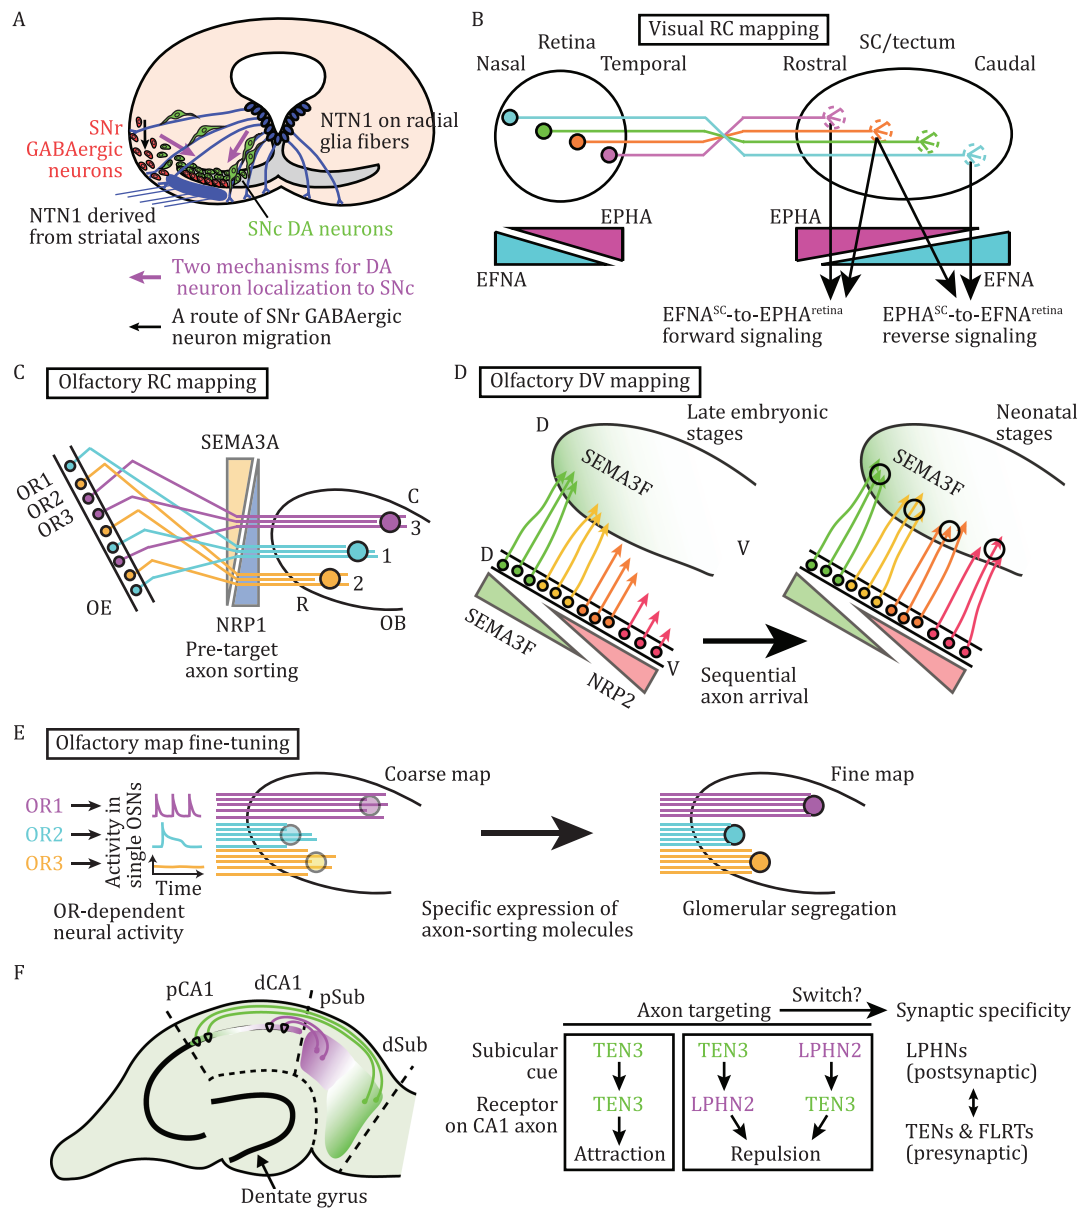 A
SNr
GABAergic
neurons
NTN1 on radial
glia fibers
NTN1 derived
from striatal axons
SNc DA neurons
Two mechanisms for DA
neuron localization to SNc
A route of SNr GABAergic
neuron migration
B
Visual RC mapping
Retina
Nasal
Temporal
SC/tectum
Rostral
Caudal
EPHA
EFNA
EPHA
EFNA
EFNA^SC-to-EPHA^retina
forward signaling
EPHA^SC-to-EFNA^retina
reverse signaling
C
Olfactory RC mapping
SEMA3A
OR1
OR2
OR3
OE
NRP1
Pre-target
axon sorting
C
3
1
2
R
OB
D
Olfactory DV mapping
D
Late embryonic
stages
SEMA3F
V
D
SEMA3F
NRP2
V
Sequential
axon arrival
Neonatal
stages
SEMA3F
E
Olfactory map fine-tuning
OR1
OR2
OR3
Activity in
single OSNs
Time
OR-dependent
neural activity
Coarse map
Specific expression of
axon-sorting molecules
Fine map
Glomerular segregation
F
pCA1
dCA1
pSub
dSub
Dentate gyrus
Axon targeting
Switch?
Synaptic specificity
Subicular
cue
TEN3
TEN3
LPHN2
LPHNs
(postsynaptic)
Receptor
on CA1 axon
TEN3
LPHN2
TEN3
TENs & FLRTs
(presynaptic)
Attraction
Repulsion